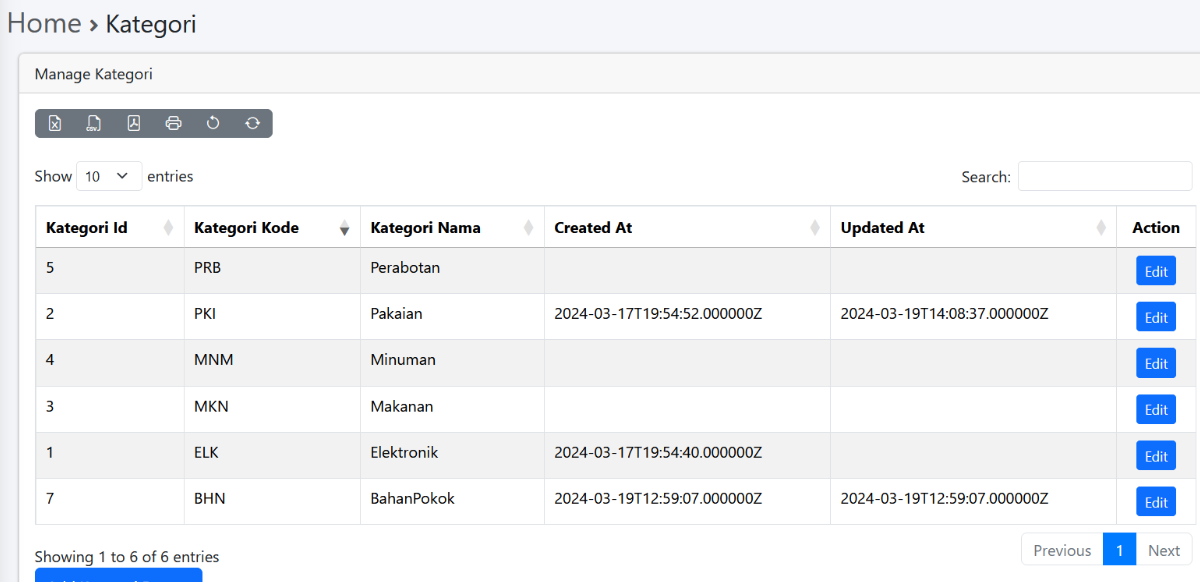 Home › Kategori
Manage Kategori
Show 10 entries
Search:
Kategori Id Kategori Kode Kategori Nama Created At Updated At Action
5 PRB Perabotan Edit
2 PKI Pakaian 2024-03-17T19:54:52.000000Z 2024-03-19T14:08:37.000000Z Edit
4 MNM Minuman Edit
3 MKN Makanan Edit
1 ELK Elektronik 2024-03-17T19:54:40.000000Z Edit
7 BHN BahanPokok 2024-03-19T12:59:07.000000Z 2024-03-19T12:59:07.000000Z Edit
Showing 1 to 6 of 6 entries
Previous 1 Next